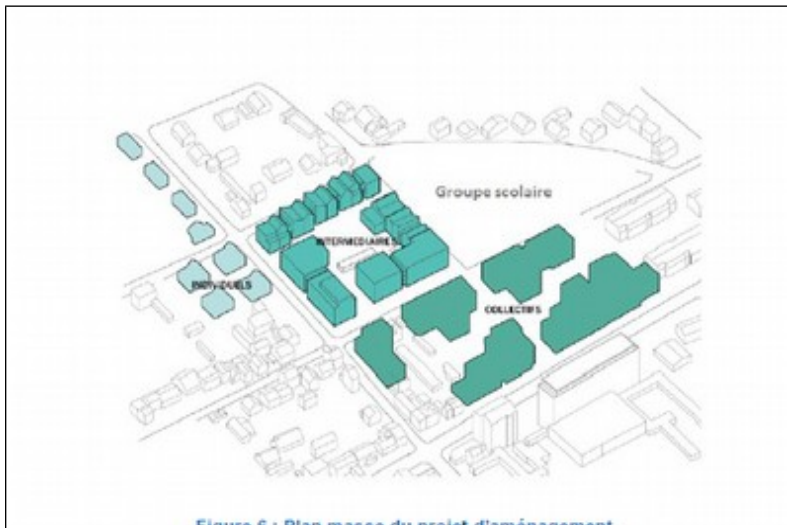 Groupe scolaire
INTERMEDIAIRES
INDIVIDUELS
COLLECTIFS
Figure 6 : Plan masse du projet d'aménagement